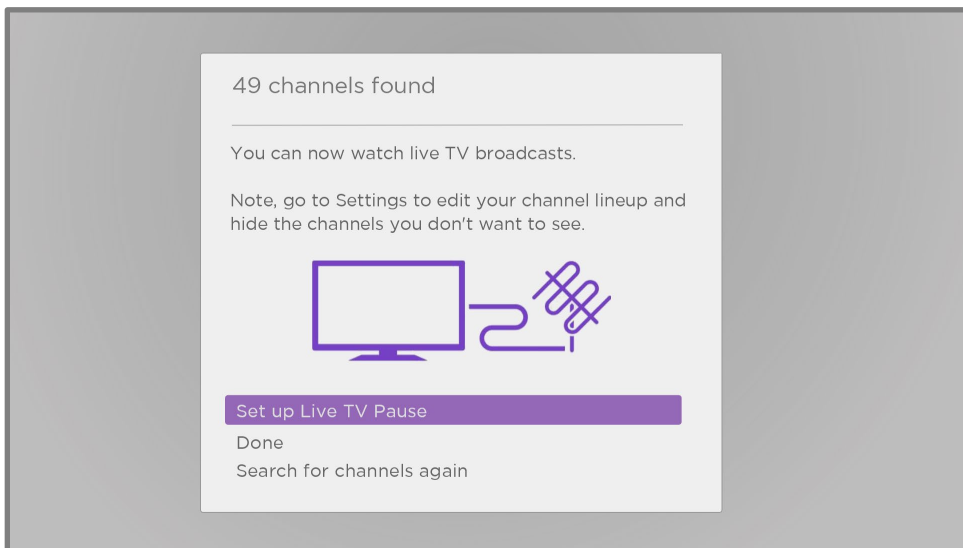 49 channels found
You can now watch live TV broadcasts.
Note, go to Settings to edit your channel lineup and
hide the channels you don't want to see.
Set up Live TV Pause
Done
Search for channels again